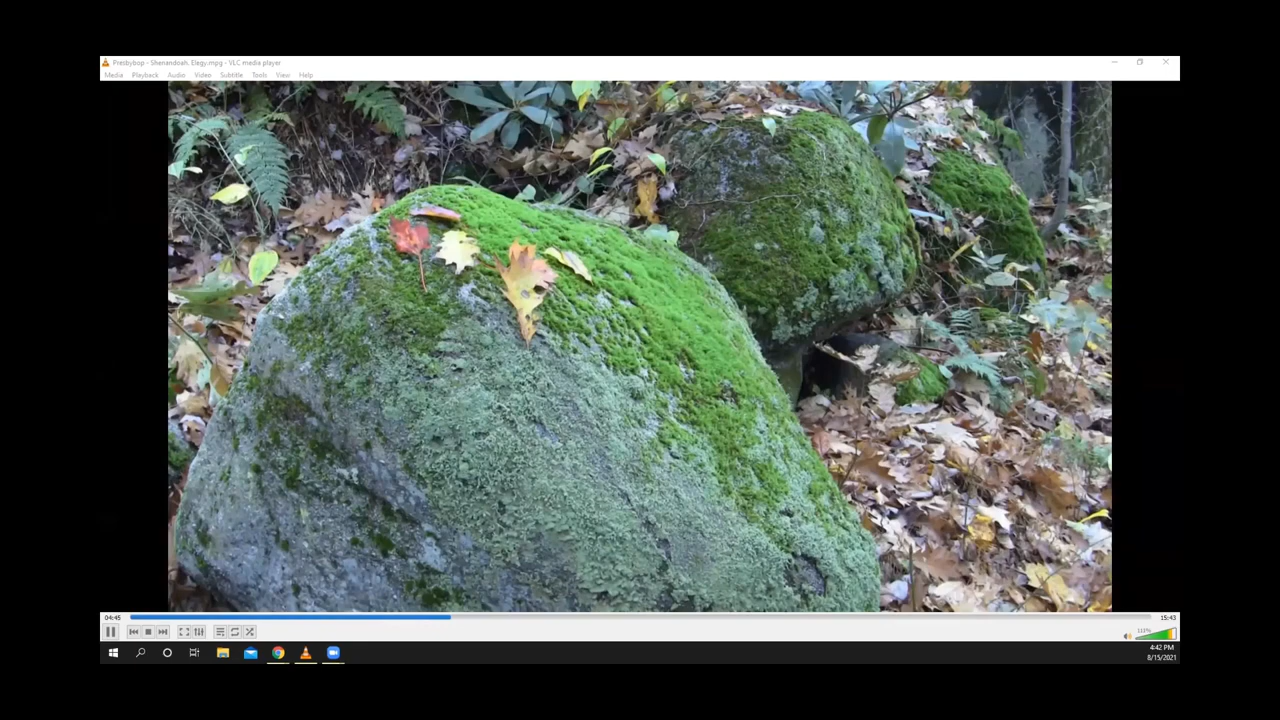 Presbybop - Shenandoah. Elegy.mpg - VLC media player
Media Playback Audio Video Subtitle Tools View Help
04:45 15:43
111%
4:42 PM
8/15/2021